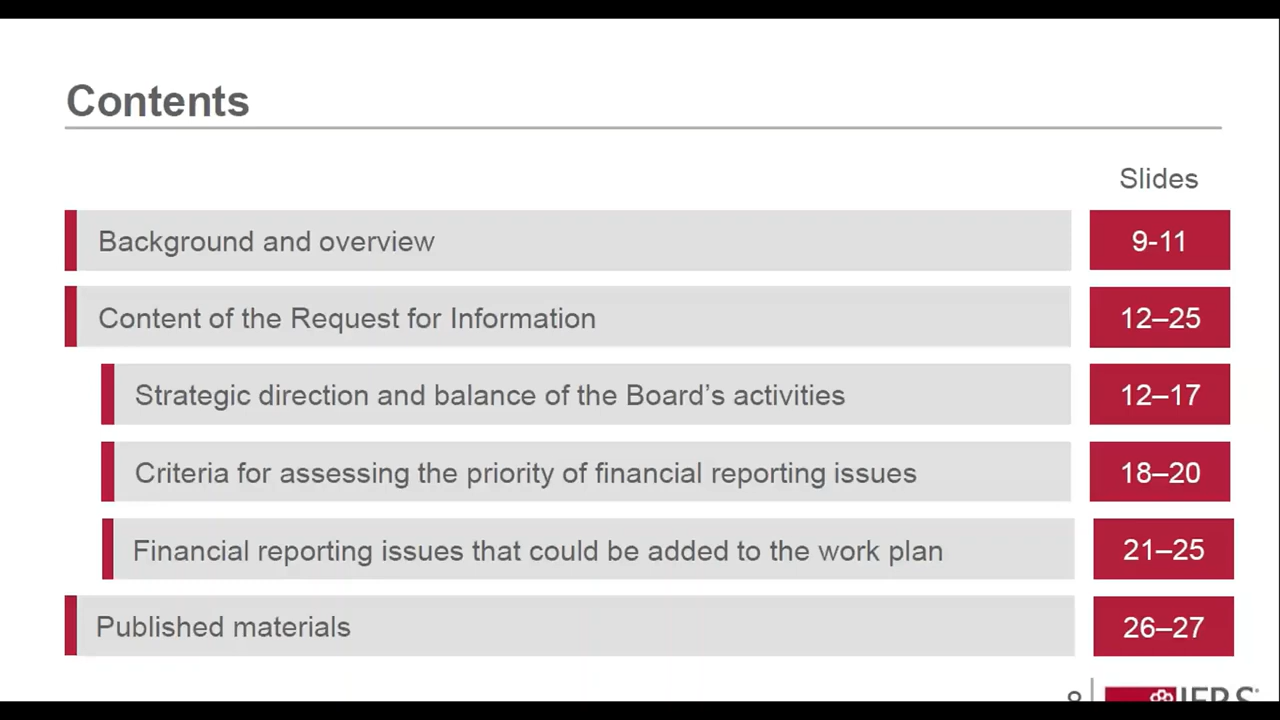 Contents
Slides
Background and overview 9-11
Content of the Request for Information 12–25
Strategic direction and balance of the Board’s activities 12–17
Criteria for assessing the priority of financial reporting issues 18–20
Financial reporting issues that could be added to the work plan 21–25
Published materials 26–27
IFRS